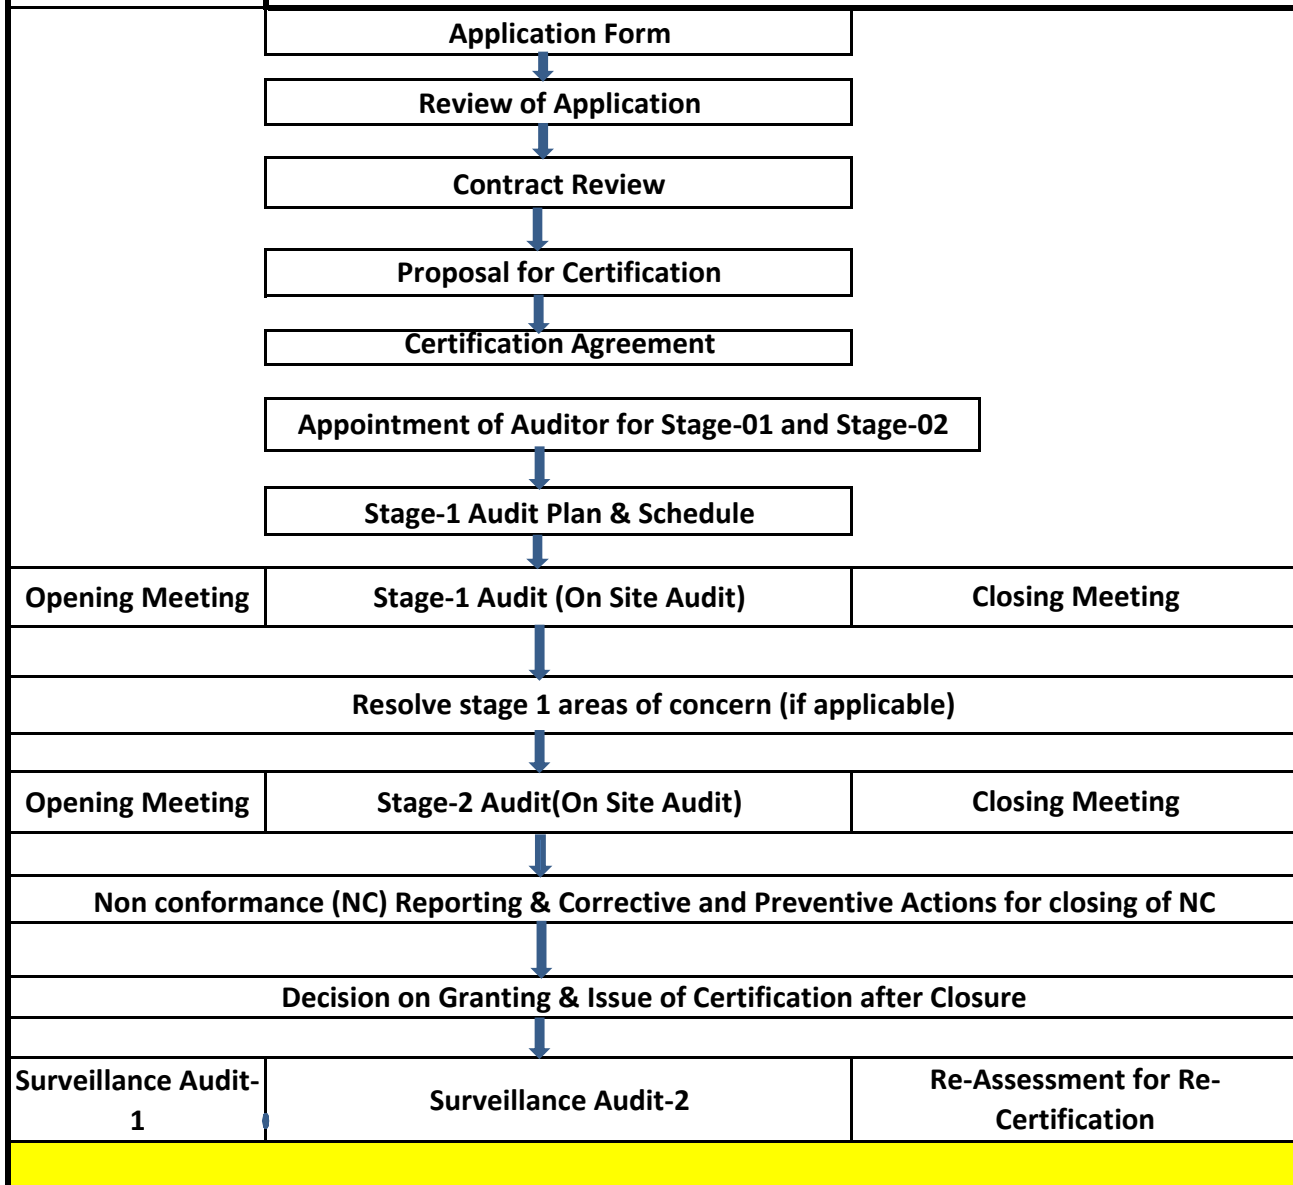 Application Form
Review of Application
Contract Review
Proposal for Certification
Certification Agreement
Appointment of Auditor for Stage-01 and Stage-02
Stage-1 Audit Plan & Schedule
Opening Meeting
Stage-1 Audit (On Site Audit)
Closing Meeting
Resolve stage 1 areas of concern (if applicable)
Opening Meeting
Stage-2 Audit(On Site Audit)
Closing Meeting
Non conformance (NC) Reporting & Corrective and Preventive Actions for closing of NC
Decision on Granting & Issue of Certification after Closure
Surveillance Audit-
1
Surveillance Audit-2
Re-Assessment for Re-
Certification